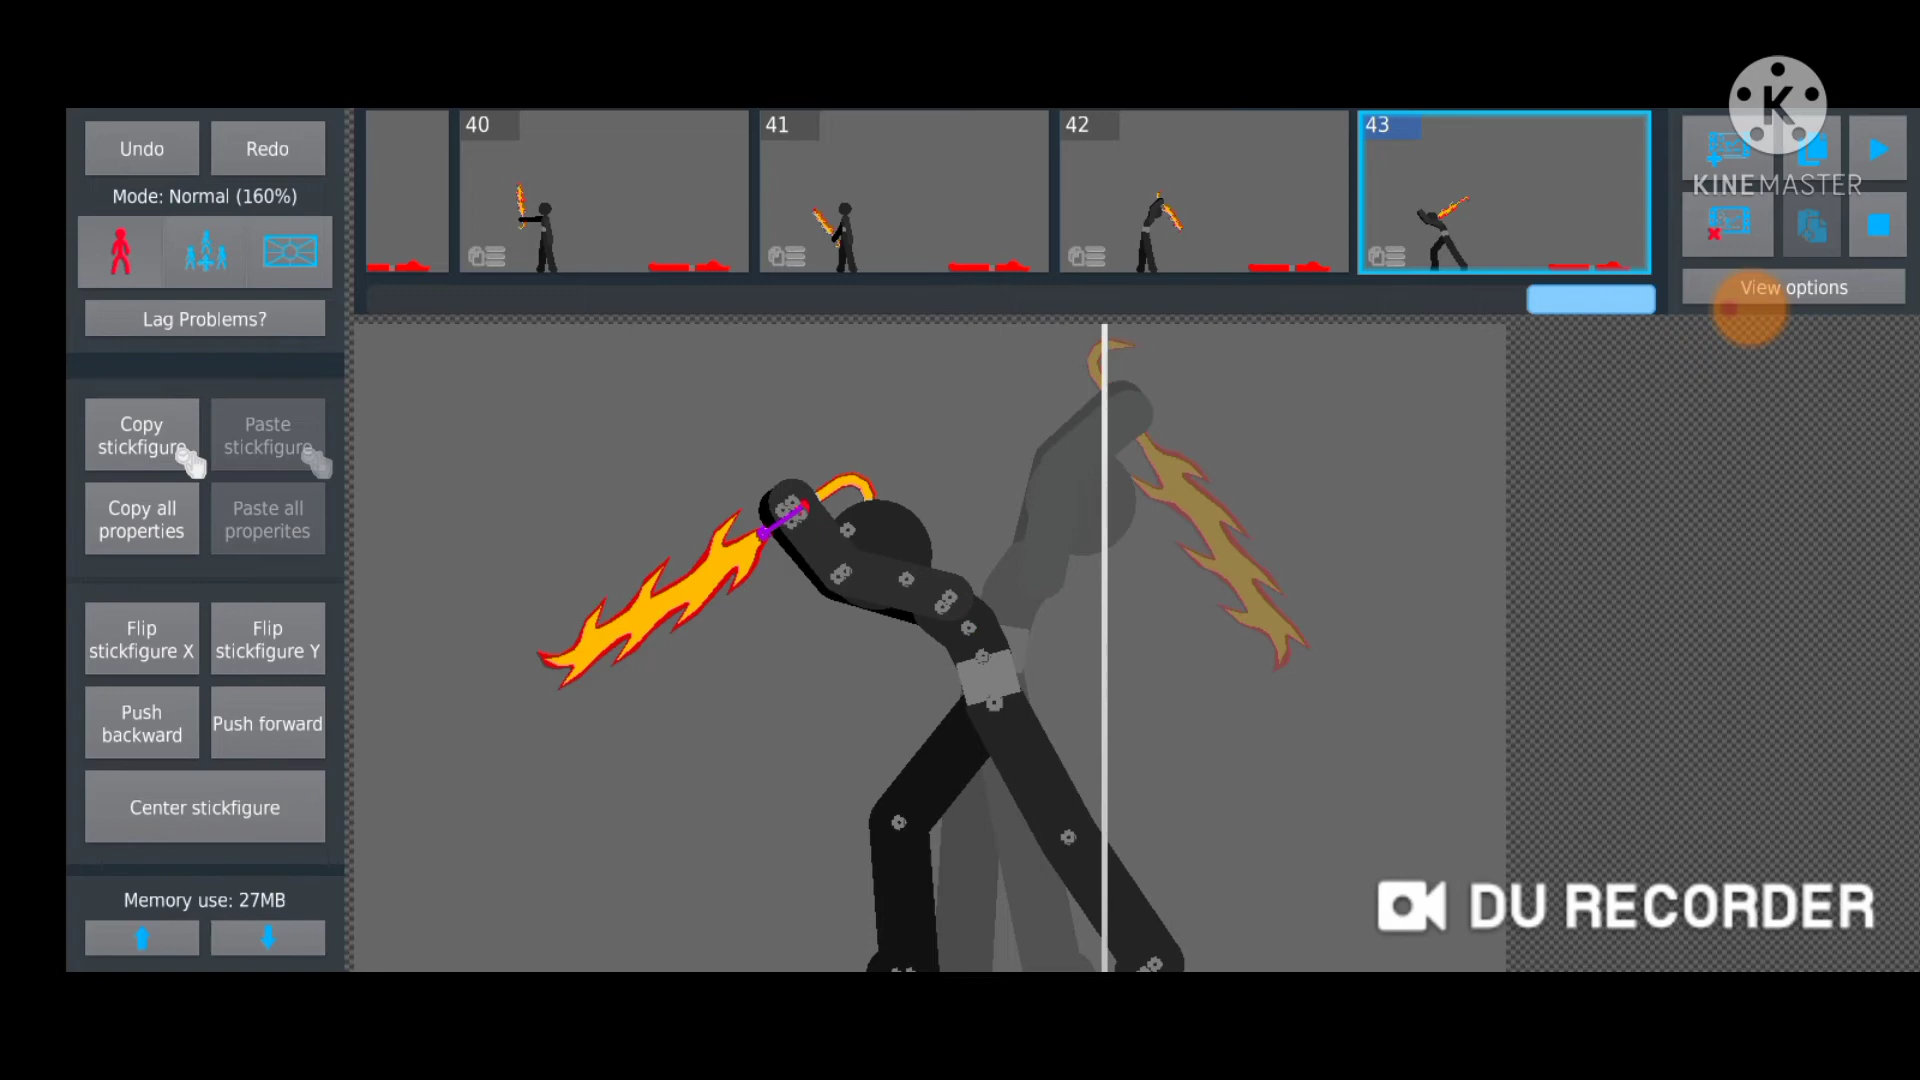 Undo
Redo
40
41
42
43
Mode: Normal (160%)
KINEMASTER
View options
Lag Problems?
Copy
stickfigure
Paste
stickfigure
Copy all
properties
Paste all
properites
Flip
stickfigure X
Flip
stickfigure Y
Push
backward
Push forward
Center stickfigure
Memory use: 27MB
DU RECORDER